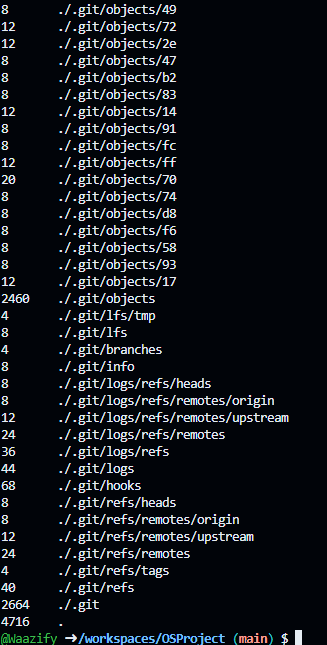 8 ./.git/objects/49
12 ./.git/objects/72
12 ./.git/objects/2e
8 ./.git/objects/47
8 ./.git/objects/b2
8 ./.git/objects/83
12 ./.git/objects/14
8 ./.git/objects/91
8 ./.git/objects/fc
12 ./.git/objects/ff
20 ./.git/objects/70
8 ./.git/objects/74
8 ./.git/objects/d8
8 ./.git/objects/f6
8 ./.git/objects/58
8 ./.git/objects/93
12 ./.git/objects/17
2460 ./.git/objects
4 ./.git/lfs/tmp
8 ./.git/lfs
4 ./.git/branches
8 ./.git/info
8 ./.git/logs/refs/heads
8 ./.git/logs/refs/remotes/origin
12 ./.git/logs/refs/remotes/upstream
24 ./.git/logs/refs/remotes
36 ./.git/logs/refs
44 ./.git/logs
68 ./.git/hooks
8 ./.git/refs/heads
8 ./.git/refs/remotes/origin
12 ./.git/refs/remotes/upstream
24 ./.git/refs/remotes
4 ./.git/refs/tags
40 ./.git/refs
2664 ./.git
4716 .
@Waazify ➜/workspaces/OSProject (main) $